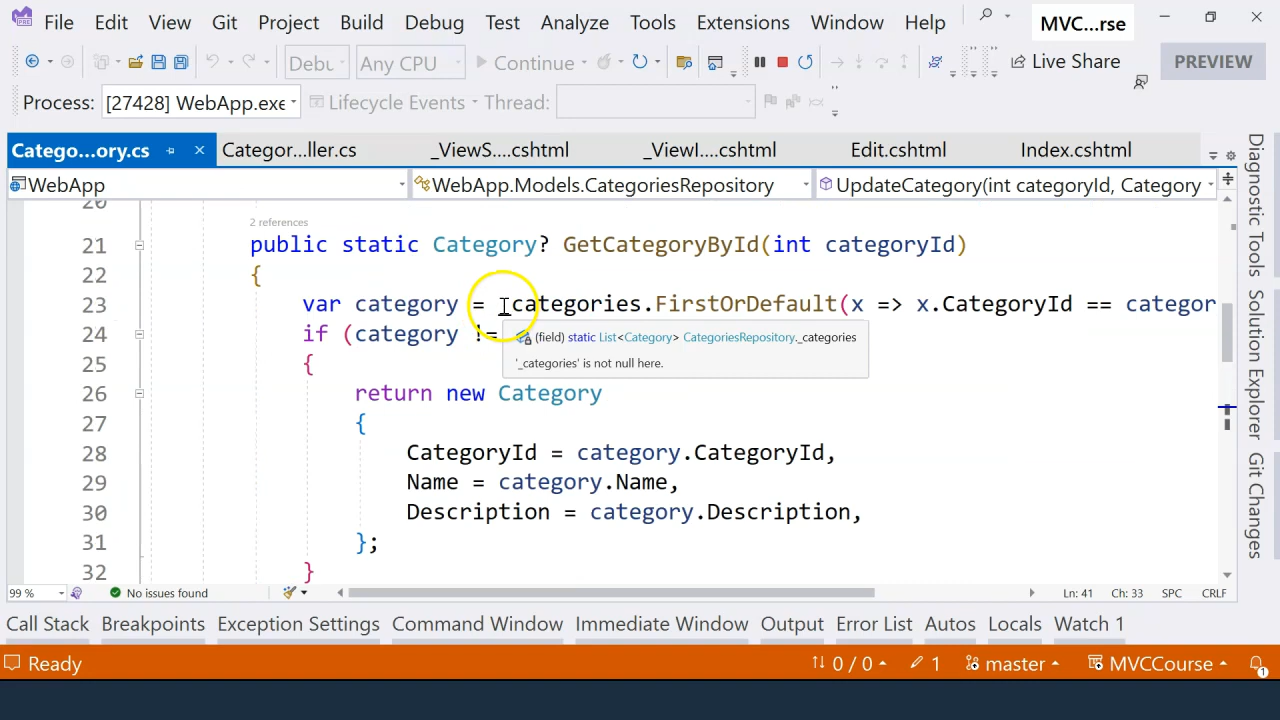 File Edit View Git Project Build Debug Test Analyze Tools Extensions Window Help MVC...rse
Debu Any CPU Continue Live Share PREVIEW
Process: [27428] WebApp.exe Lifecycle Events Thread:
Catego...ory.cs Categor...ller.cs _ViewS....cshtml _ViewI....cshtml Edit.cshtml Index.cshtml
WebApp WebApp.Models.CategoriesRepository UpdateCategory(int categoryId, Category
20
2 references
21 public static Category? GetCategoryById(int categoryId)
22 {
23 var category = _categories.FirstOrDefault(x => x.CategoryId == categor
24 if (category !=
(field) static List<Category> CategoriesRepository._categories
'_categories' is not null here.
25 {
26 return new Category
27 {
28 CategoryId = category.CategoryId,
29 Name = category.Name,
30 Description = category.Description,
31 };
32 }
Diagnostic Tools
Solution Explorer
Git Changes
99 % No issues found Ln: 41 Ch: 33 SPC CRLF
Call Stack Breakpoints Exception Settings Command Window Immediate Window Output Error List Autos Locals Watch 1
Ready 0 / 0 1 master MVCCourse 1